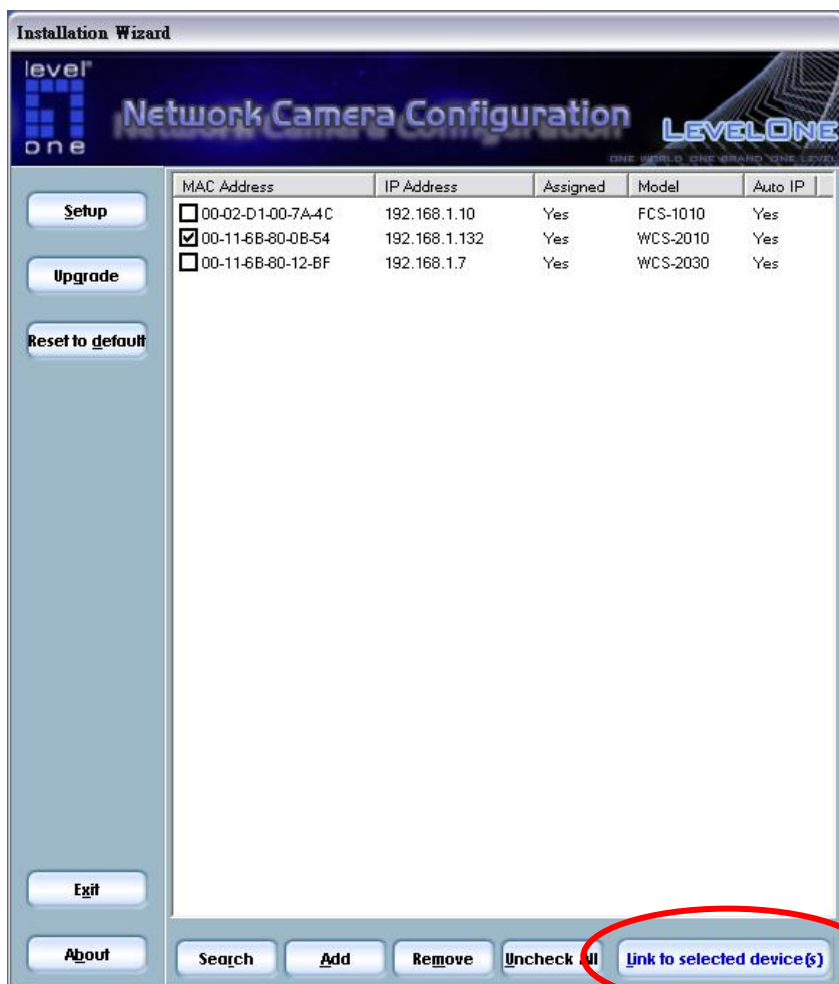 Installation Wizard
level
one
Network Camera Configuration
LEVELONE
ONE WORLD ONE BRAND ONE LEVEL
Setup
Upgrade
Reset to default
Exit
About
MAC Address IP Address Assigned Model Auto IP
00-02-D1-00-7A-4C 192.168.1.10 Yes FCS-1010 Yes
00-11-6B-80-0B-54 192.168.1.132 Yes WCS-2010 Yes
00-11-6B-80-12-BF 192.168.1.7 Yes WCS-2030 Yes
Search Add Remove Uncheck All Link to selected device(s)